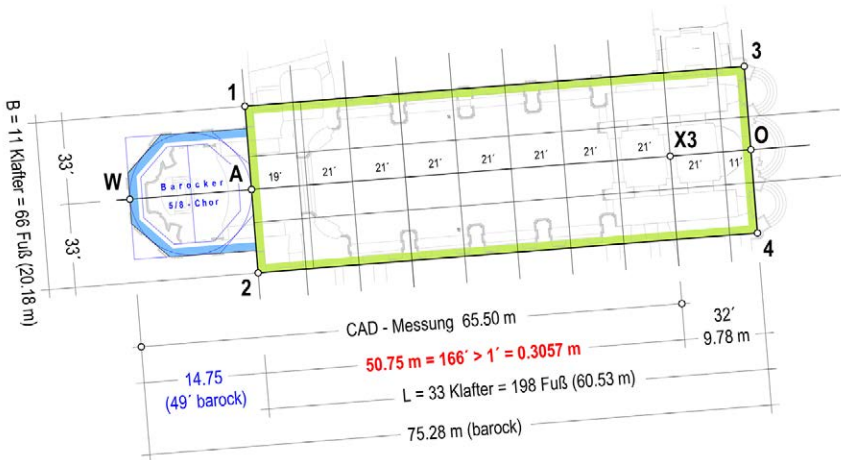 3
1
B = 11 Klafter = 66 Fuß (20.18 m)
33´
33´
W
A
Barocker
5/8 - Chor
19´
21´
21´
21´
21´
21´
21´
21´
X3
21´
11´
O
2
4
CAD - Messung 65.50 m
32´
9.78 m
50.75 m = 166´ > 1´ = 0.3057 m
14.75
(49´ barock)
L = 33 Klafter = 198 Fuß (60.53 m)
75.28 m (barock)